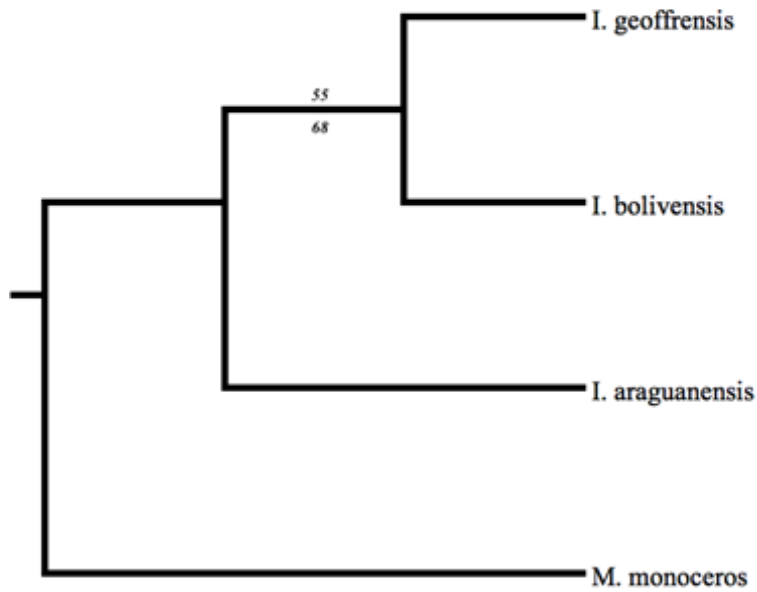 I. geoffrensis
55
68
I. bolivensis
I. araguanensis
M. monoceros